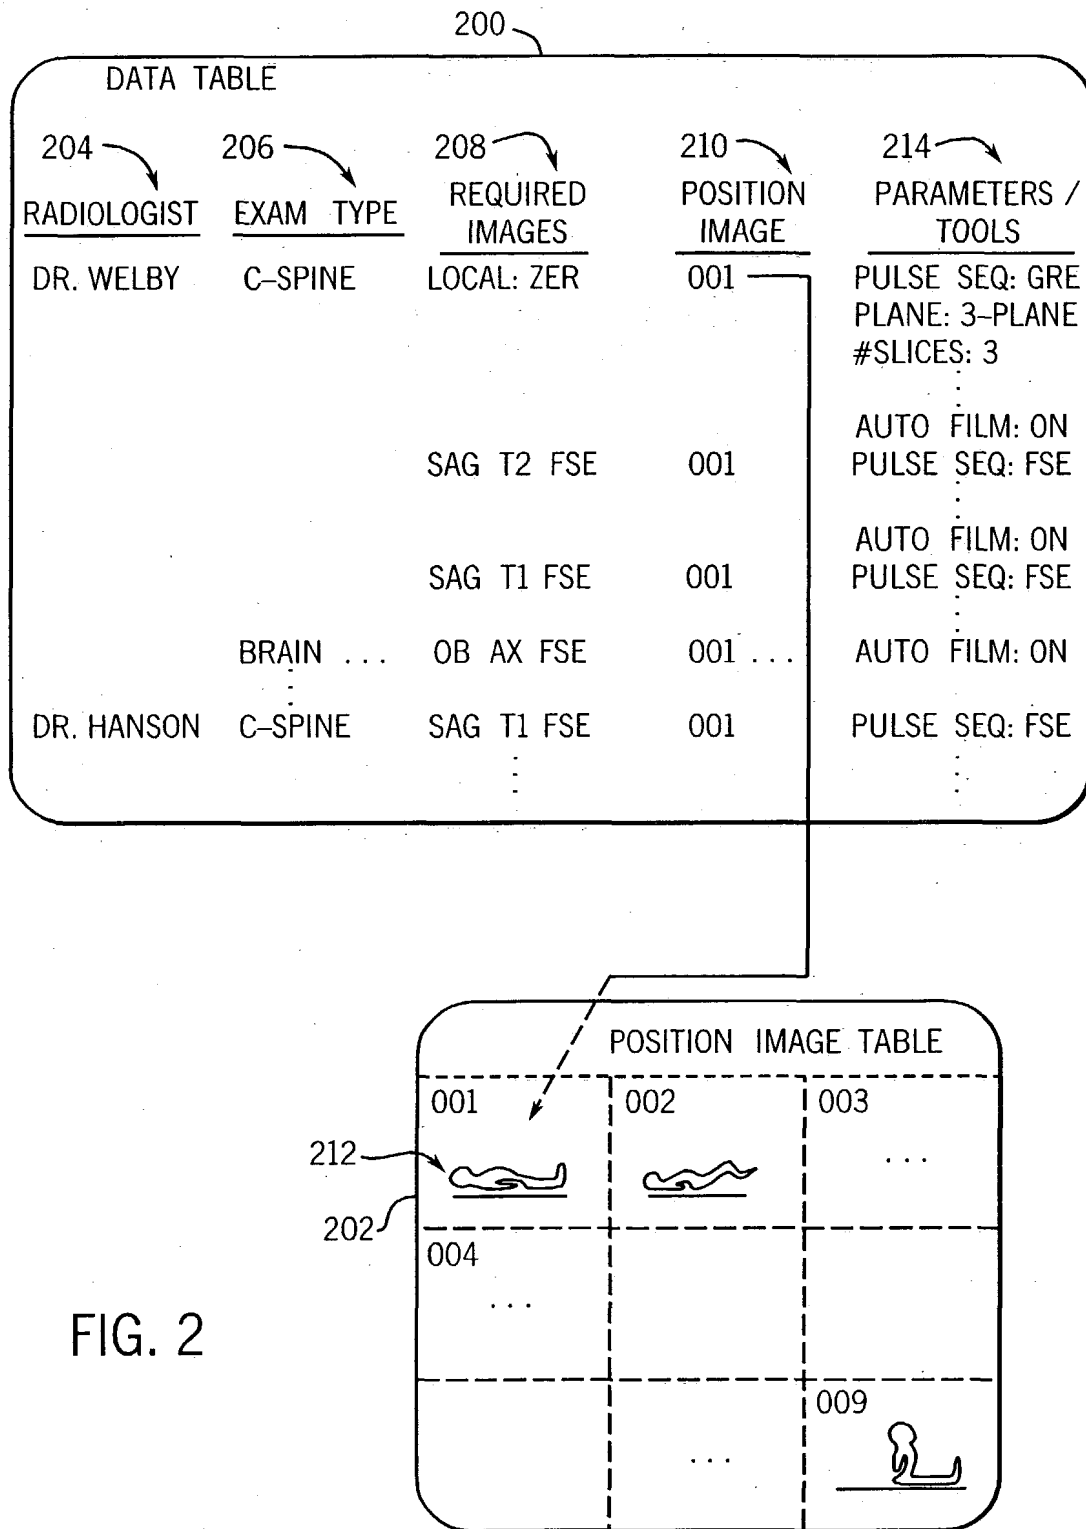 200
DATA TABLE
204 206 208 210 214
RADIOLOGIST EXAM TYPE REQUIRED IMAGES POSITION IMAGE PARAMETERS / TOOLS
DR. WELBY C-SPINE LOCAL: ZER 001 PULSE SEQ: GRE
PLANE: 3-PLANE
#SLICES: 3
AUTO FILM: ON
SAG T2 FSE 001 PULSE SEQ: FSE
AUTO FILM: ON
SAG T1 FSE 001 PULSE SEQ: FSE
BRAIN ... OB AX FSE 001 ... AUTO FILM: ON
DR. HANSON C-SPINE SAG T1 FSE 001 PULSE SEQ: FSE
POSITION IMAGE TABLE
001 002 003
...
212
202
004
...
009
...
FIG. 2